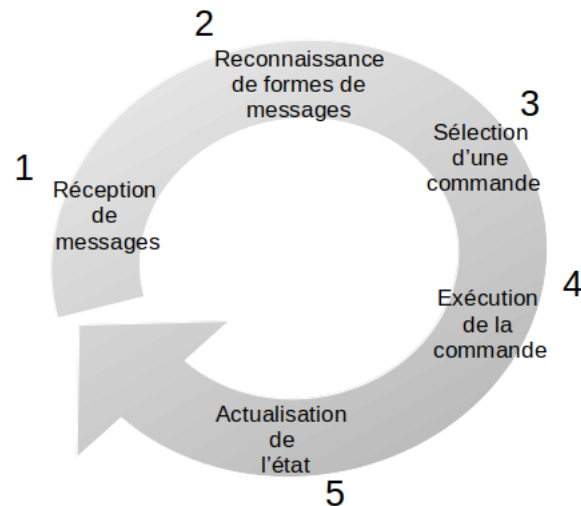 1
Réception
de
messages
2
Reconnaissance
de formes de
messages
3
Sélection
d'une
commande
4
Exécution
de la
commande
Actualisation
de
l'état
5